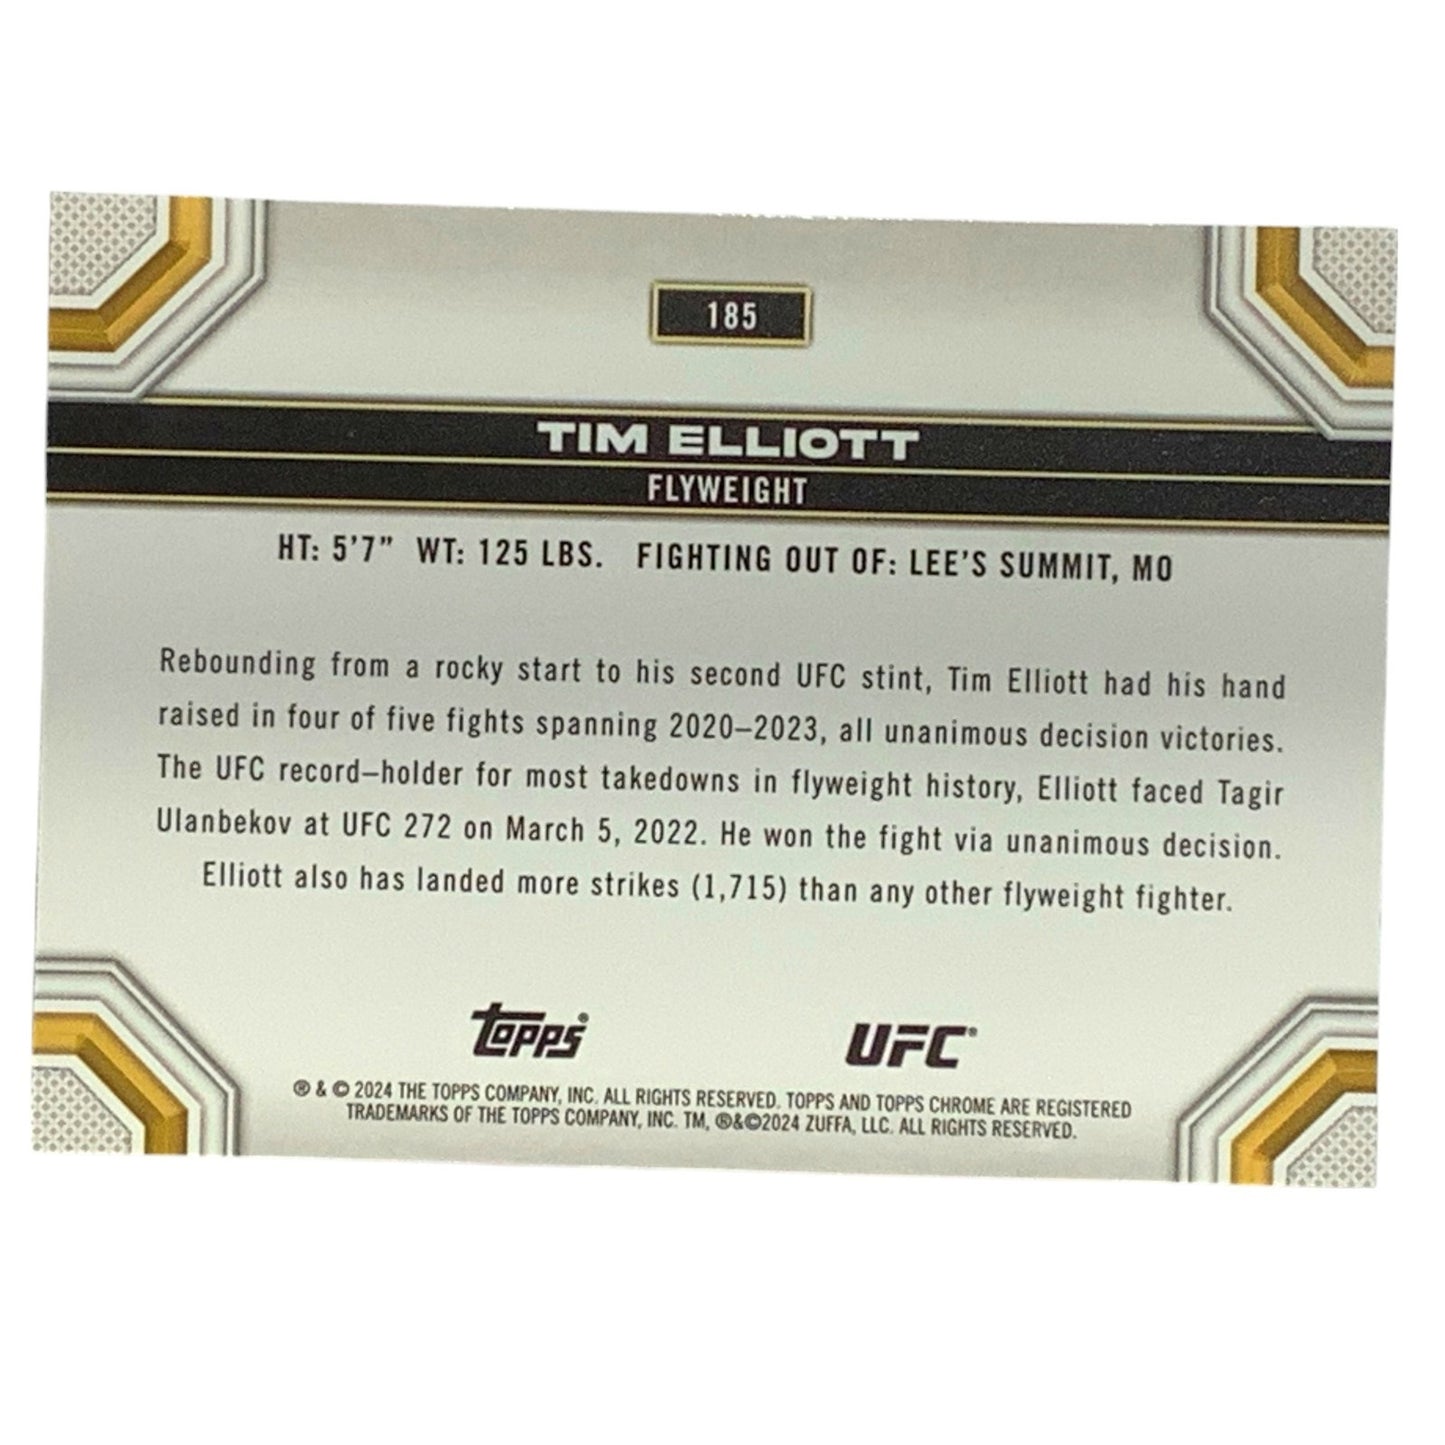 185
TIM ELLIOTT
FLYWEIGHT
HT: 5'7" WT: 125 LBS. FIGHTING OUT OF: LEE'S SUMMIT, MO
Rebounding from a rocky start to his second UFC stint, Tim Elliott had his hand
raised in four of five fights spanning 2020–2023, all unanimous decision victories.
The UFC record–holder for most takedowns in flyweight history, Elliott faced Tagir
Ulanbekov at UFC 272 on March 5, 2022. He won the fight via unanimous decision.
Elliott also has landed more strikes (1,715) than any other flyweight fighter.
Topps® UFC®
® & © 2024 THE TOPPS COMPANY, INC. ALL RIGHTS RESERVED. TOPPS AND TOPPS CHROME ARE REGISTERED
TRADEMARKS OF THE TOPPS COMPANY, INC. TM, ®&©2024 ZUFFA, LLC. ALL RIGHTS RESERVED.